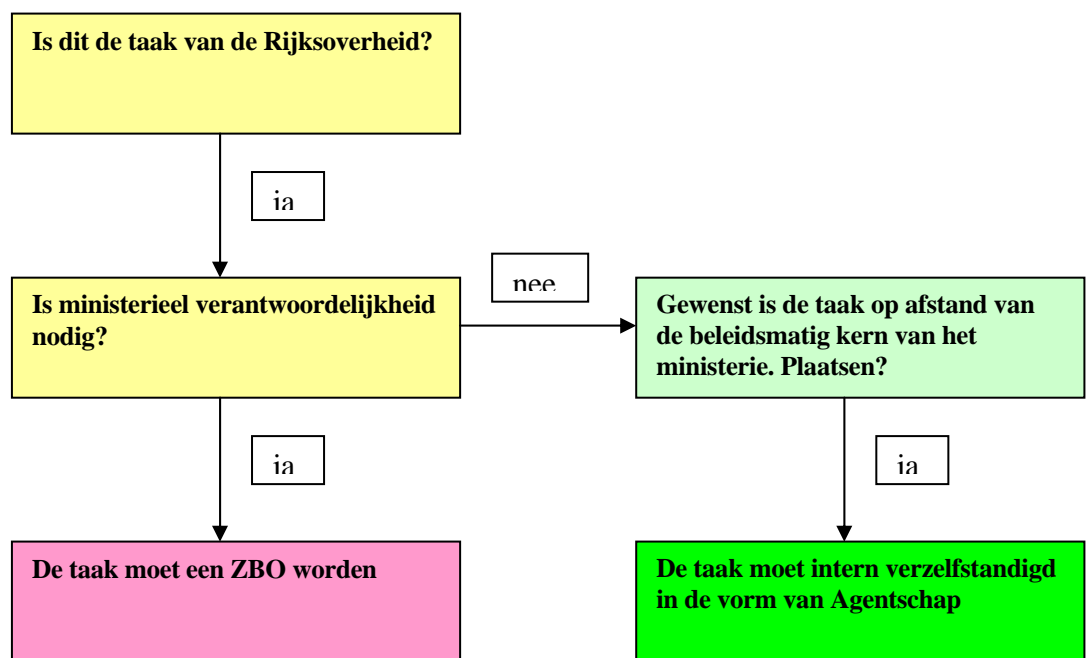 Is dit de taak van de Rijksoverheid?
ja
Is ministerieel verantwoordelijkheid
nodig?
nee
Gewenst is de taak op afstand van
de beleidsmatig kern van het
ministerie. Plaatsen?
ja
ja
De taak moet een ZBO worden
De taak moet intern verzelfstandigd
in de vorm van Agentschap